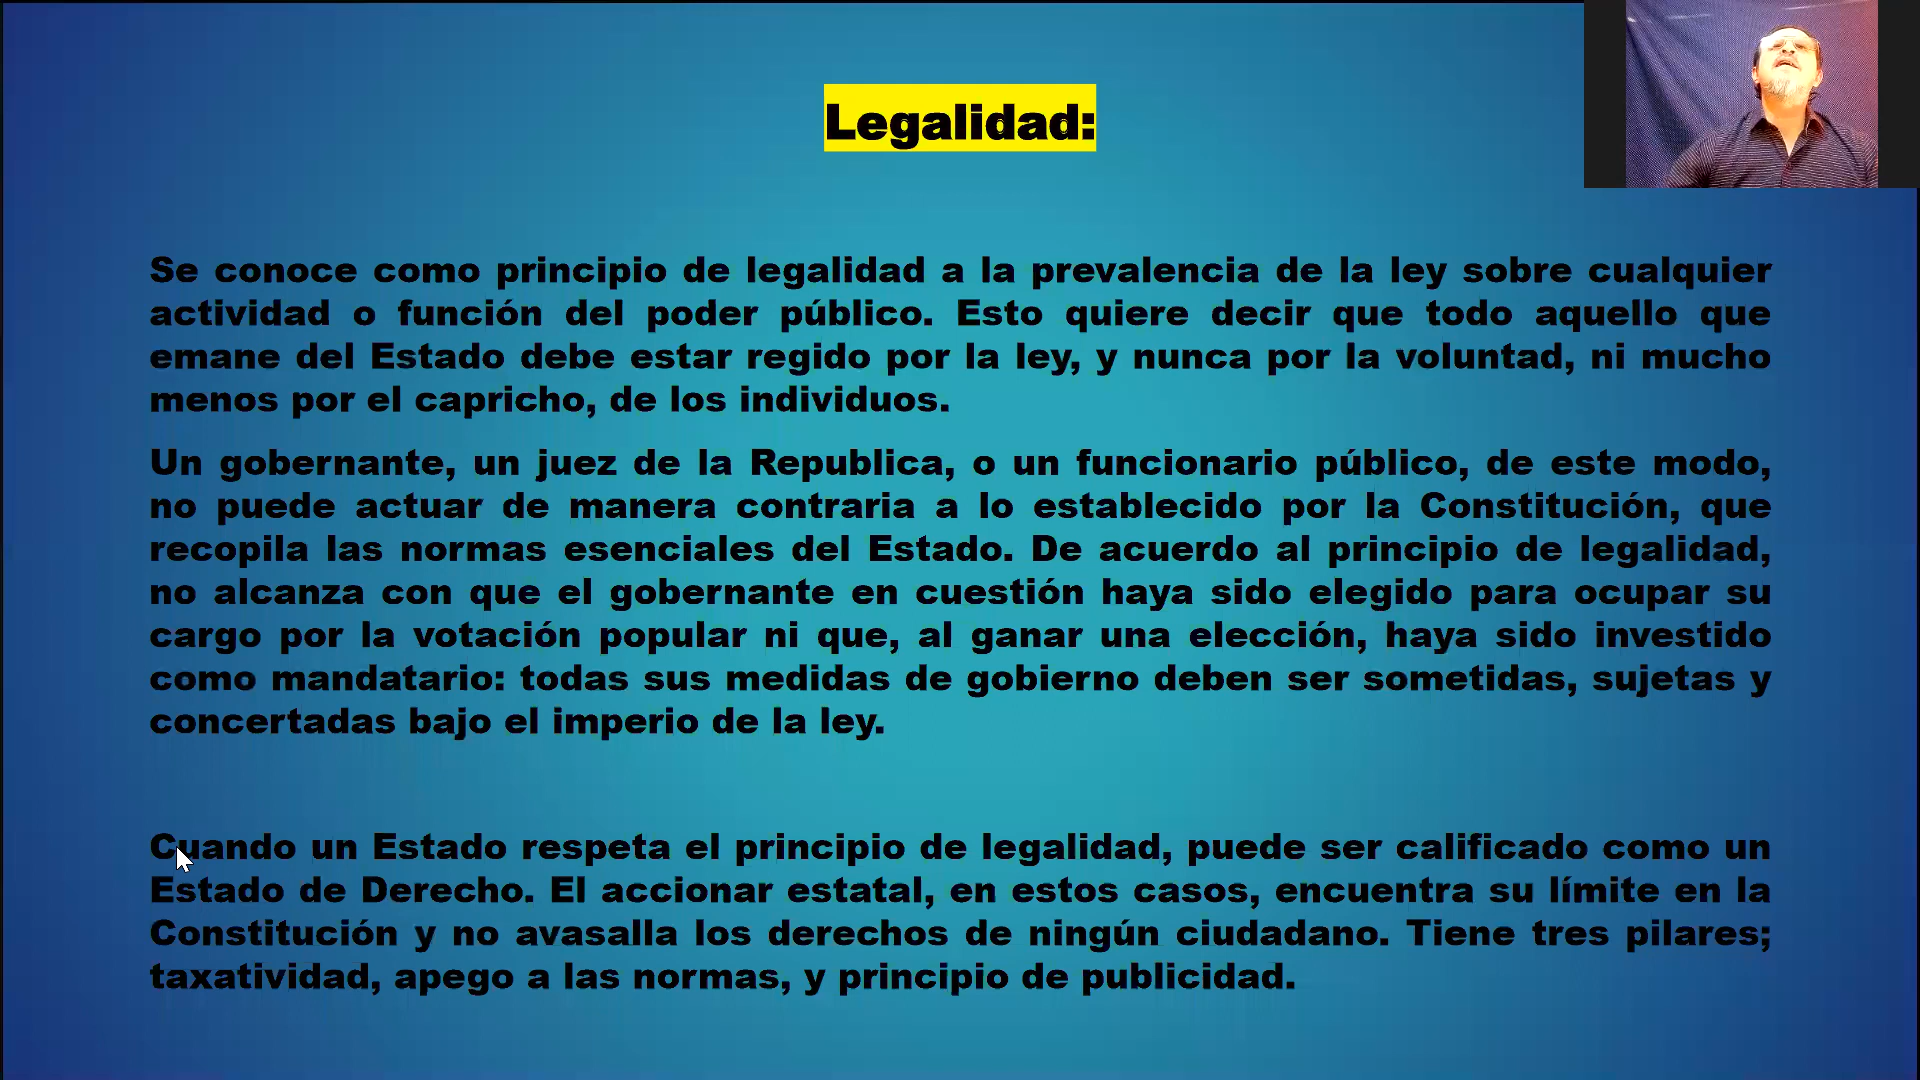 Legalidad:
Se conoce como principio de legalidad a la prevalencia de la ley sobre cualquier
actividad o función del poder público. Esto quiere decir que todo aquello que
emane del Estado debe estar regido por la ley, y nunca por la voluntad, ni mucho
menos por el capricho, de los individuos.
Un gobernante, un juez de la Republica, o un funcionario público, de este modo,
no puede actuar de manera contraria a lo establecido por la Constitución, que
recopila las normas esenciales del Estado. De acuerdo al principio de legalidad,
no alcanza con que el gobernante en cuestión haya sido elegido para ocupar su
cargo por la votación popular ni que, al ganar una elección, haya sido investido
como mandatario: todas sus medidas de gobierno deben ser sometidas, sujetas y
concertadas bajo el imperio de la ley.
Cuando un Estado respeta el principio de legalidad, puede ser calificado como un
Estado de Derecho. El accionar estatal, en estos casos, encuentra su límite en la
Constitución y no avasalla los derechos de ningún ciudadano. Tiene tres pilares;
taxatividad, apego a las normas, y principio de publicidad.